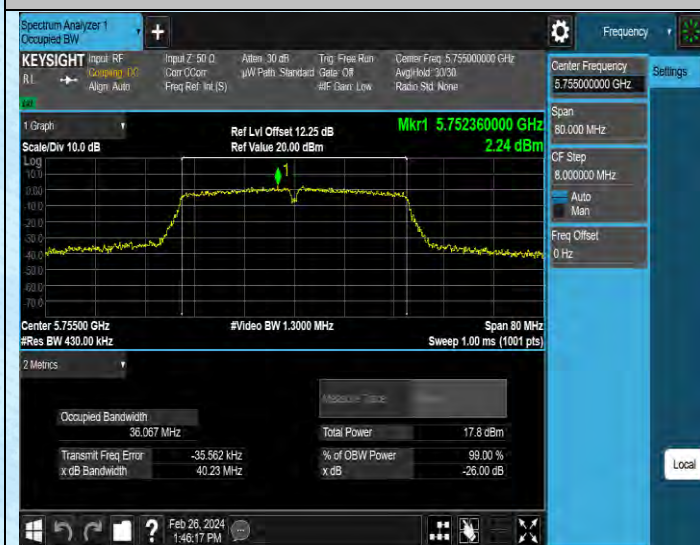 Spectrum Analyzer 1
Occupied BW
+
Frequency
KEYSIGHT Input: RF Input Z: 50 Ω Atten: 30 dB Trig: Free Run Center Freq: 5.755000000 GHz
RL Coupling: DC Corr CCorr µW Path: Standard Gate: Off Avg|Hold: 30/30
Align: Auto Freq Ref: Int (S) #IF Gain: Low Radio Std: None
Center Frequency
5.755000000 GHz
Settings
Span
80.000 MHz
CF Step
8.000000 MHz
Auto
Man
Freq Offset
0 Hz
1 Graph
Scale/Div 10.0 dB
Ref Lvl Offset 12.25 dB
Ref Value 20.00 dBm
Mkr1 5.752360000 GHz
2.24 dBm
Log
10.0
0.00
-10.0
-20.0
-30.0
-40.0
-50.0
-60.0
-70.0
1
Center 5.75500 GHz #Video BW 1.3000 MHz Span 80 MHz
#Res BW 430.00 kHz Sweep 1.00 ms (1001 pts)
2 Metrics
Measure Trace
Occupied Bandwidth
36.067 MHz
Total Power 17.8 dBm
Transmit Freq Error -35.562 kHz % of OBW Power 99.00 %
x dB Bandwidth 40.23 MHz x dB -26.00 dB
Local
?
Feb 26, 2024
1:46:17 PM